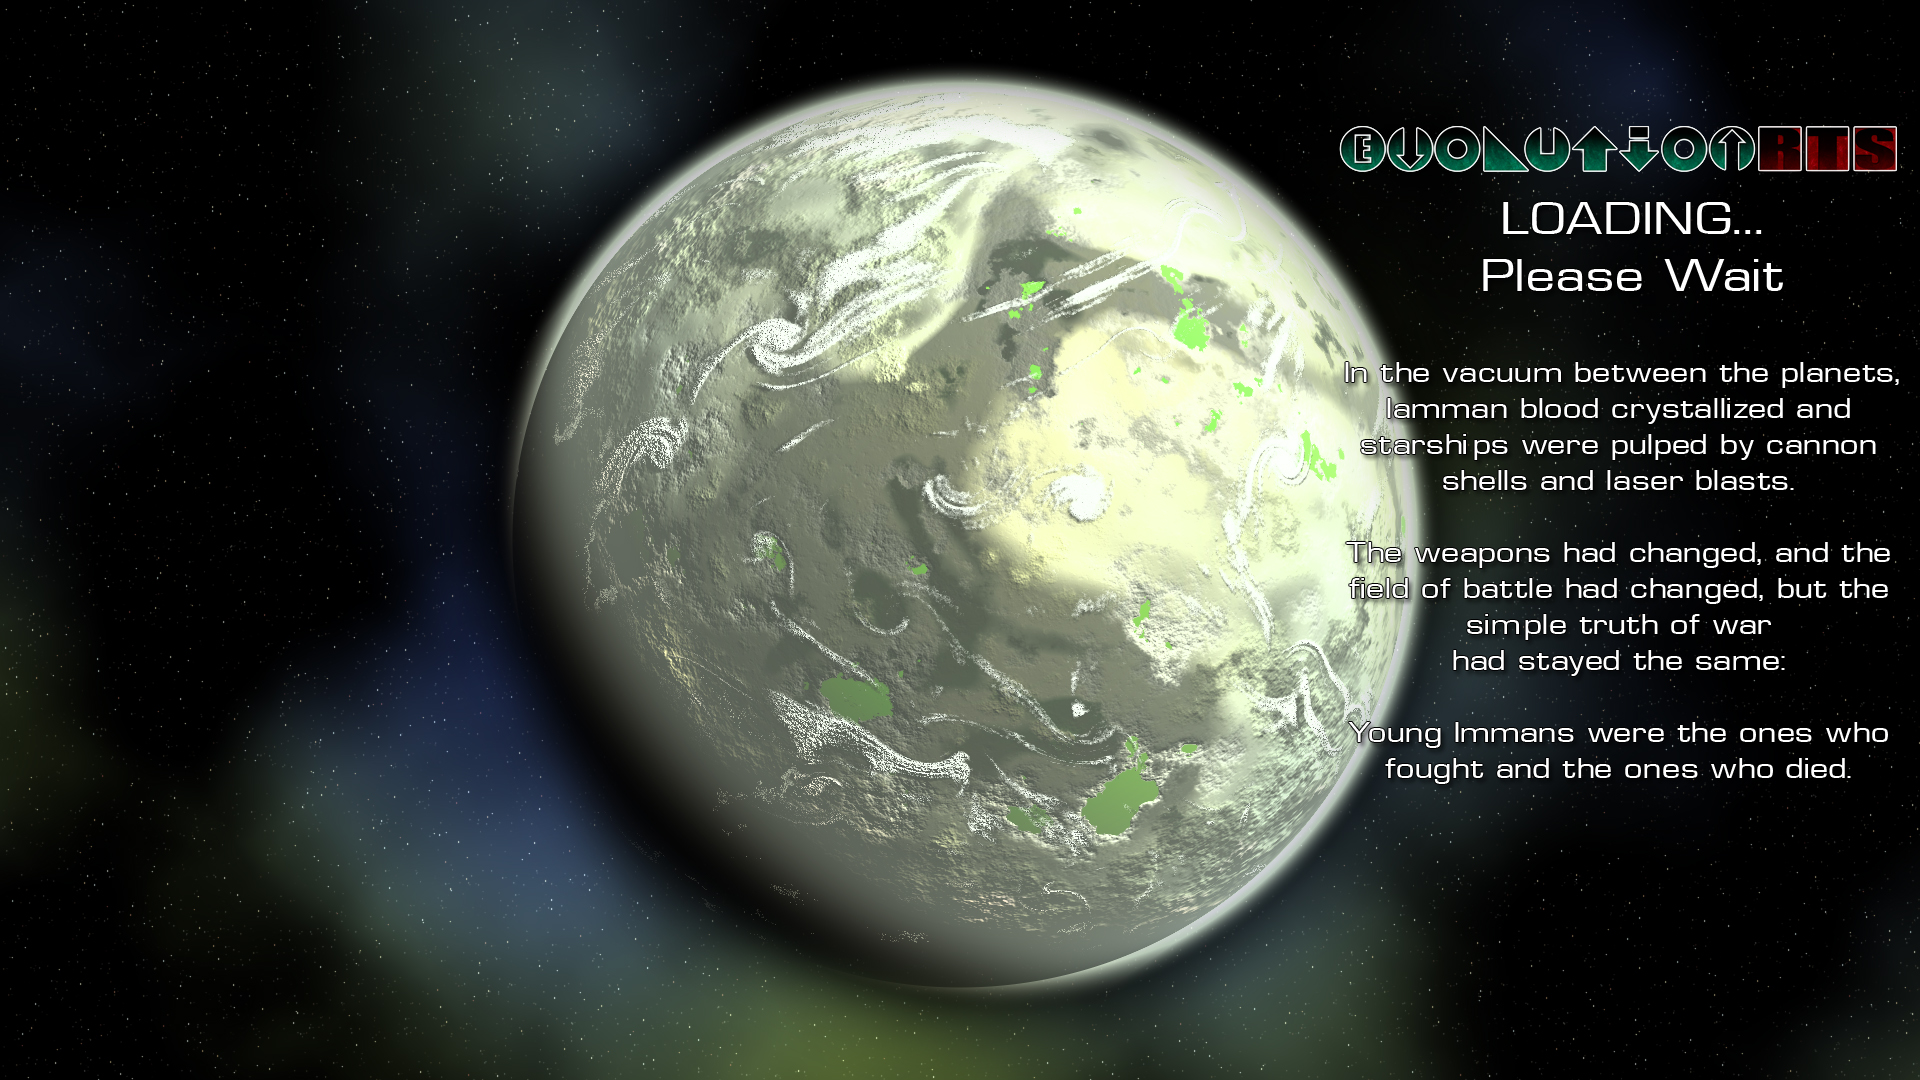 EVOLUTION RTS
LOADING...
Please Wait
In the vacuum between the planets,
Iamman blood crystallized and
starships were pulped by cannon
shells and laser blasts.
The weapons had changed, and the
field of battle had changed, but the
simple truth of war
had stayed the same:
Young Immans were the ones who
fought and the ones who died.